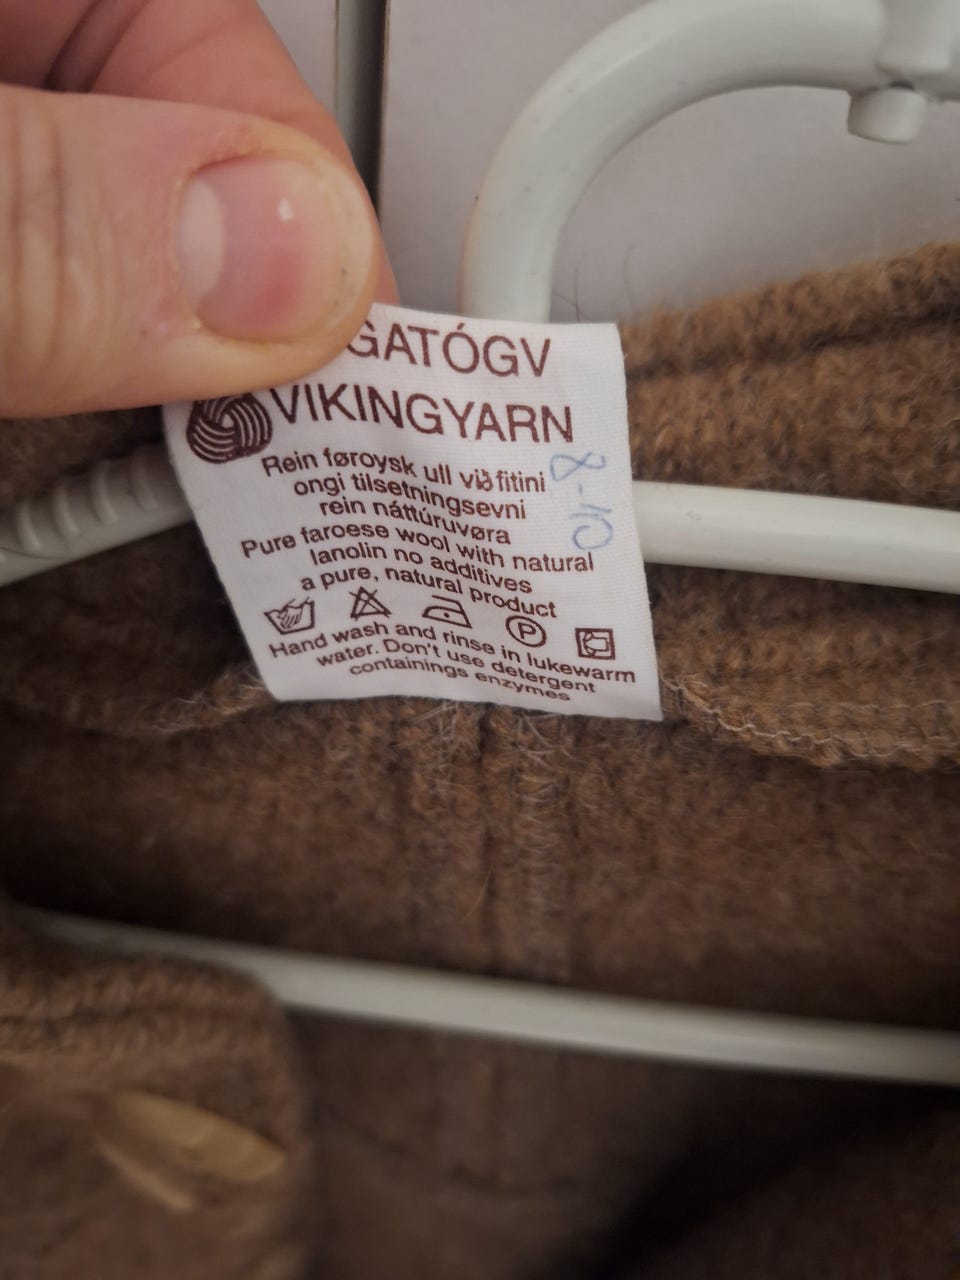 GATÓGV
VIKINGYARN
Rein føroysk ull við fitini
ongi tilsetningsevni
rein náttúruvøra
Pure faroese wool with natural
lanolin no additives
a pure, natural product
P
Hand wash and rinse in lukewarm
water. Don't use detergent
containings enzymes
8-10